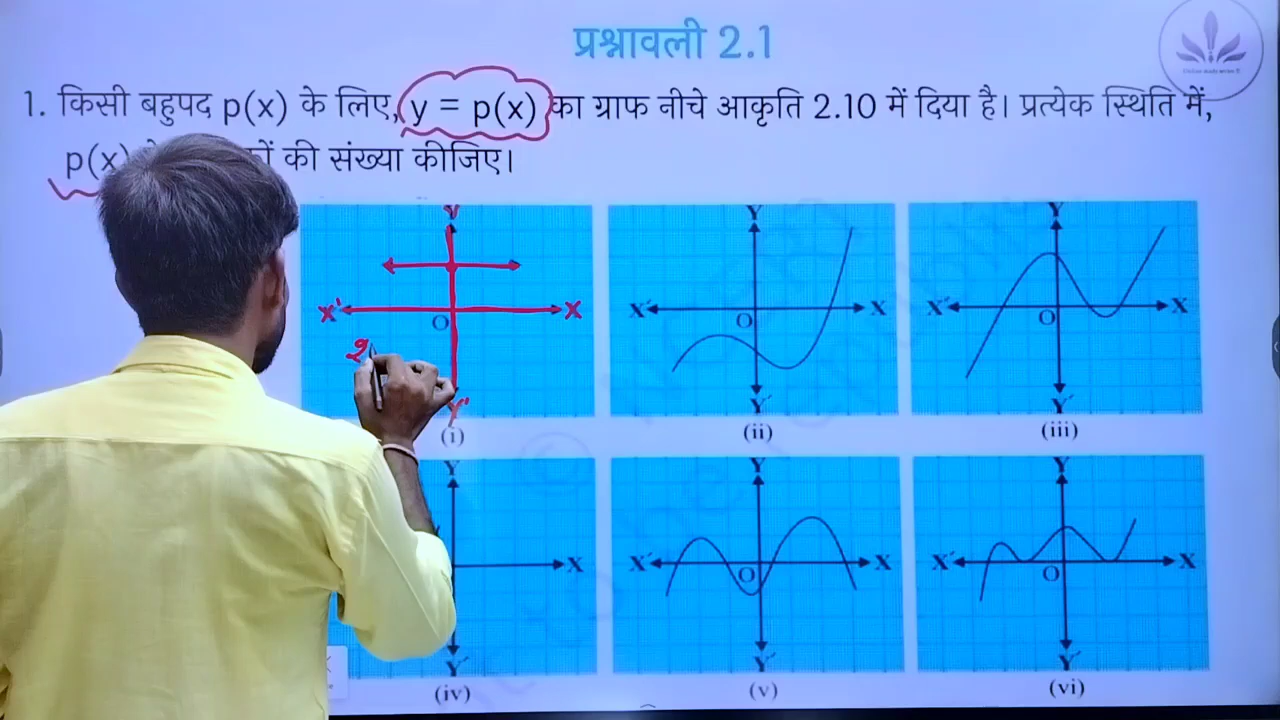 प्रश्नावली 2.1
1. किसी बहुपद p(x) के लिए, y = p(x) का ग्राफ नीचे आकृति 2.10 में दिया है। प्रत्येक स्थिति में,
p(x) की संख्या कीजिए।
Y Y Y
X' X X′ X X′ X
O O O
Y' Y′ Y′
(i) (ii) (iii)
Y Y Y
X X′ X X′ X
O O
Y′ Y′ Y′
(iv) (v) (vi)